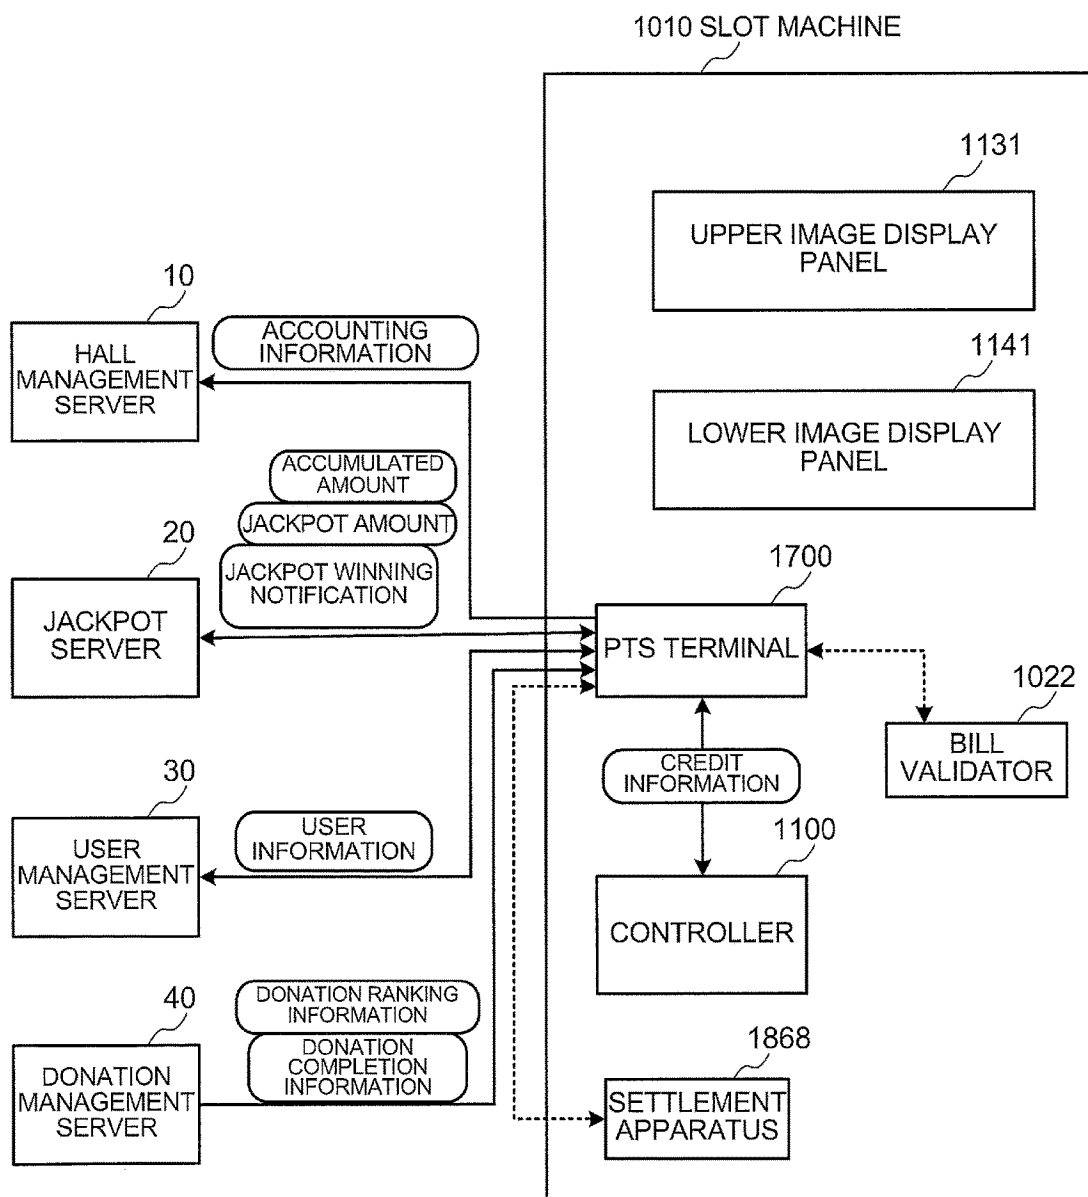 1010 SLOT MACHINE
1131
UPPER IMAGE DISPLAY
PANEL
10
HALL
MANAGEMENT
SERVER
ACCOUNTING
INFORMATION
1141
LOWER IMAGE DISPLAY
PANEL
ACCUMULATED
AMOUNT
JACKPOT AMOUNT
JACKPOT WINNING
NOTIFICATION
20
JACKPOT
SERVER
1700
PTS TERMINAL
1022
BILL
VALIDATOR
CREDIT
INFORMATION
30
USER
MANAGEMENT
SERVER
USER
INFORMATION
1100
CONTROLLER
40
DONATION
MANAGEMENT
SERVER
DONATION RANKING
INFORMATION
DONATION
COMPLETION
INFORMATION
1868
SETTLEMENT
APPARATUS